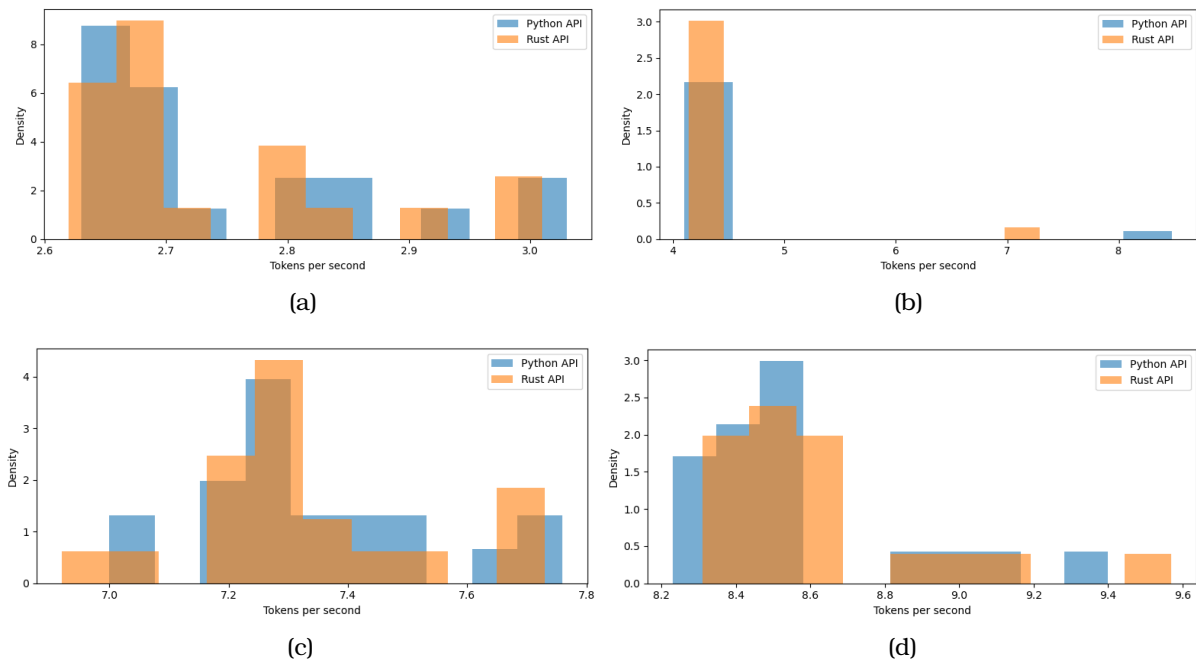 Python API
Rust API
Density
8
6
4
2
0
2.6 2.7 2.8 2.9 3.0
Tokens per second
(a)
Python API
Rust API
Density
3.0
2.5
2.0
1.5
1.0
0.5
0.0
4 5 6 7 8
Tokens per second
(b)
Python API
Rust API
Density
4
3
2
1
0
7.0 7.2 7.4 7.6 7.8
Tokens per second
(c)
Python API
Rust API
Density
3.0
2.5
2.0
1.5
1.0
0.5
0.0
8.2 8.4 8.6 8.8 9.0 9.2 9.4 9.6
Tokens per second
(d)